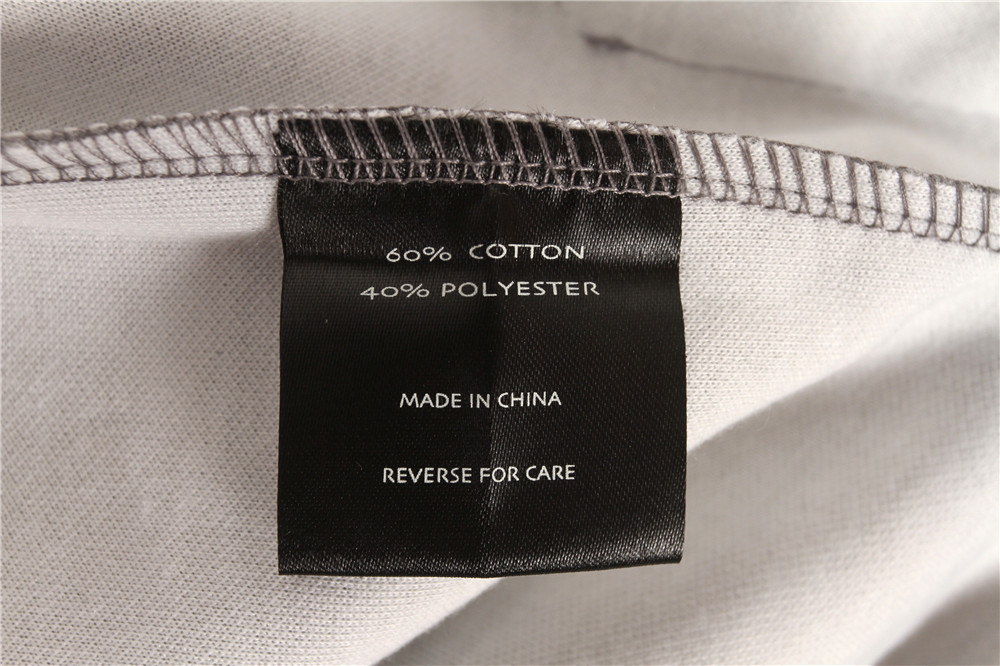 60% COTTON
40% POLYESTER
MADE IN CHINA
REVERSE FOR CARE